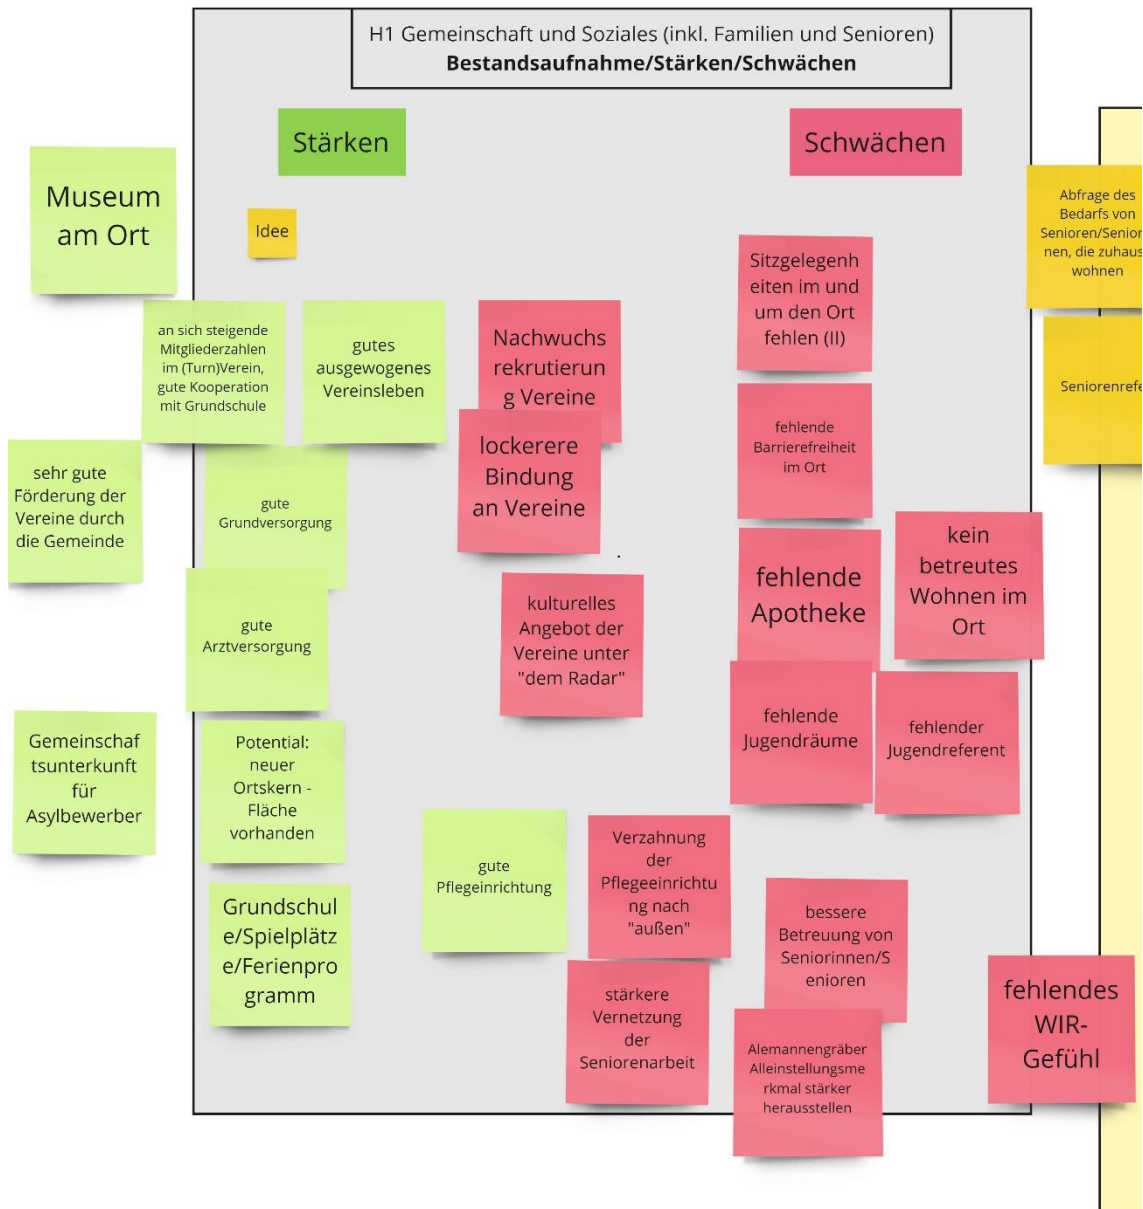 H1 Gemeinschaft und Soziales (inkl. Familien und Senioren)
Bestandsaufnahme/Stärken/Schwächen
Stärken
Schwächen
Museum
am Ort
Idee
an sich steigende
Mitgliederzahlen
im (Turn)Verein,
gute Kooperation
mit Grundschule
gutes
ausgewogenes
Vereinsleben
sehr gute
Förderung der
Vereine durch
die Gemeinde
gute
Grundversorgung
gute
Arztversorgung
Gemeinschaf
tsunterkunft
für
Asylbewerber
Potential:
neuer
Ortskern -
Fläche
vorhanden
Grundschul
e/Spielplätz
e/Ferienpro
gramm
gute
Pflegeinrichtung
Nachwuchs
rekrutierun
g Vereine
lockerere
Bindung
an Vereine
kulturelles
Angebot der
Vereine unter
"dem Radar"
Verzahnung
der
Pflegeeinrichtu
ng nach
"außen"
stärkere
Vernetzung
der
Seniorenarbeit
Sitzgelegenh
eiten im und
um den Ort
fehlen (II)
fehlende
Barrierefreiheit
im Ort
fehlende
Apotheke
kein
betreutes
Wohnen im
Ort
fehlende
Jugendräume
fehlender
Jugendreferent
bessere
Betreuung von
Seniorinnen/S
enioren
Alemannengräber
Alleinstellungsme
rkmal stärker
herausstellen
fehlendes
WIR-
Gefühl
Abfrage des
Bedarfs von
Senioren/Senior
nen, die zuhaus
wohnen
Seniorenrefe